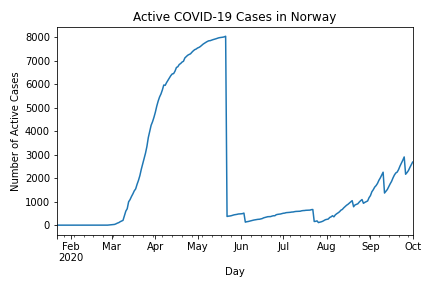 Active COVID-19 Cases in Norway
Number of Active Cases
8000
7000
6000
5000
4000
3000
2000
1000
0
Feb Mar Apr May Jun Jul Aug Sep Oct
2020
Day